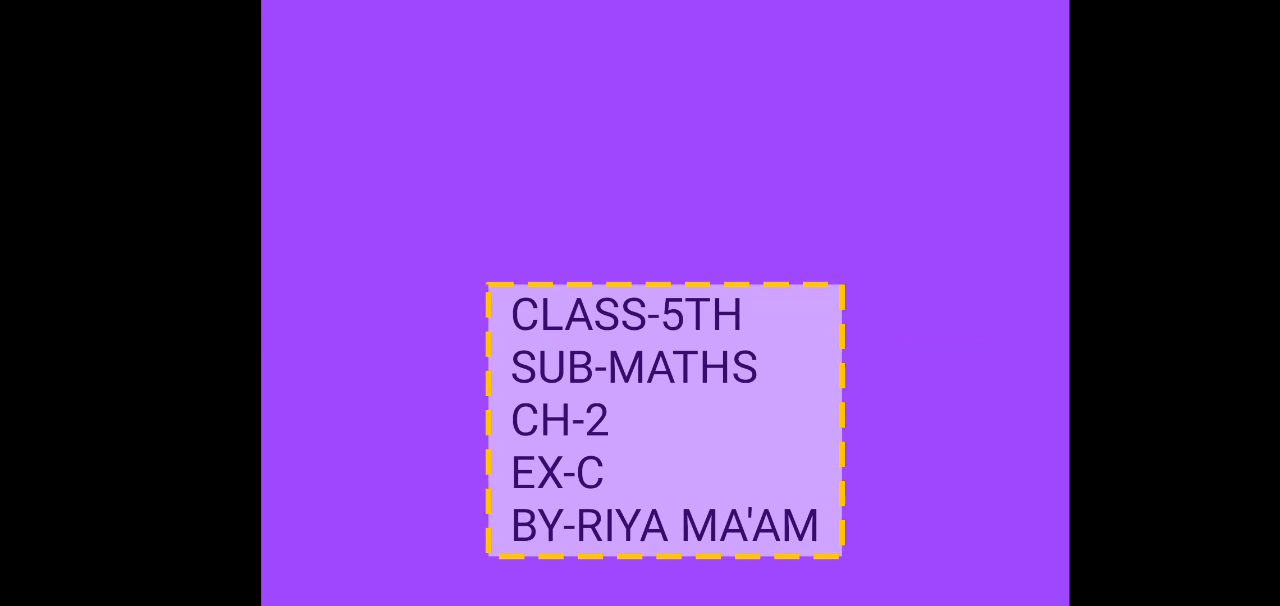 CLASS-5TH
SUB-MATHS
CH-2
EX-C
BY-RIYA MA'AM